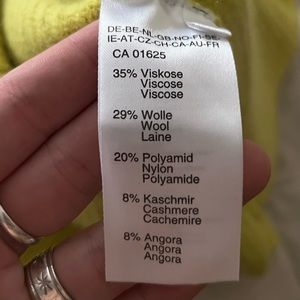 DE-BE-NL-GB-NO-FI-SE-
IE-AT-CZ-CH-CA-AU-FR
CA 01625
35% Viskose
Viscose
Viscose
29% Wolle
Wool
Laine
20% Polyamid
Nylon
Polyamide
8% Kaschmir
Cashmere
Cachemire
8% Angora
Angora
Angora